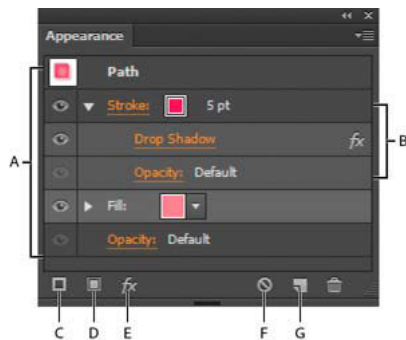 Appearance
Path
Stroke: 5 pt
Drop Shadow fx
Opacity: Default
Fill:
Opacity: Default
fx
A
B
C D E F G